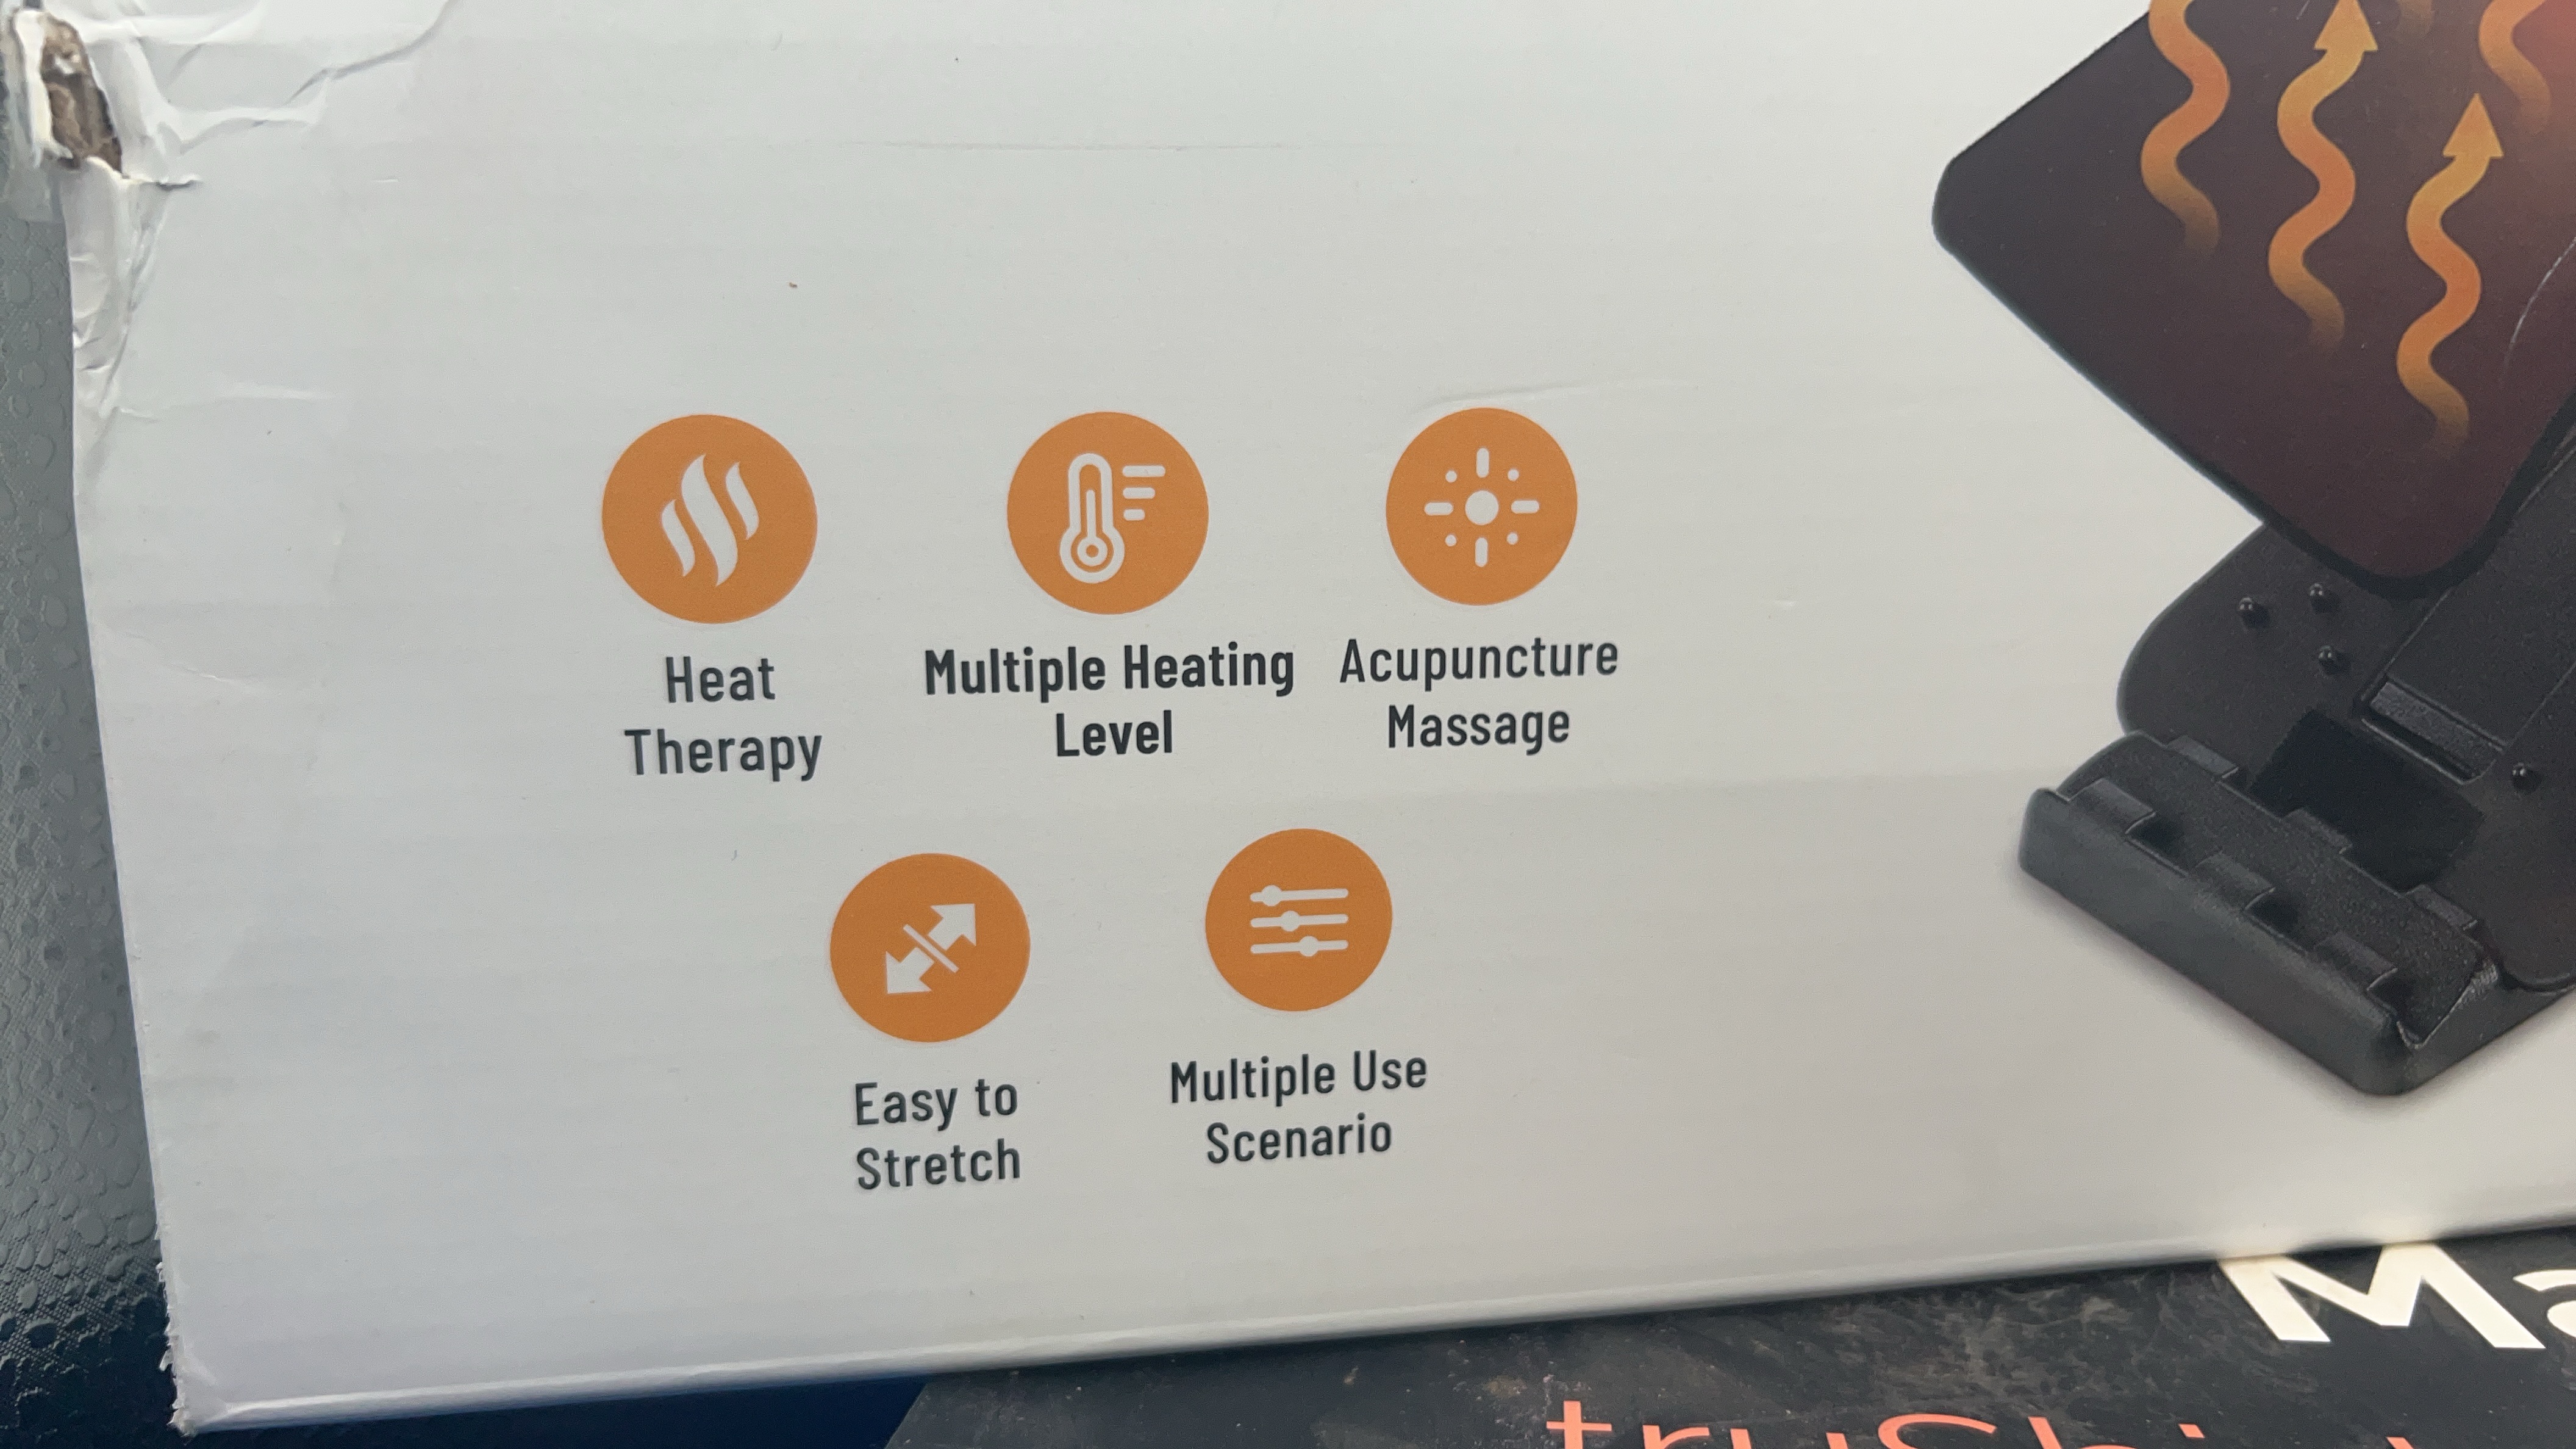 Heat
Therapy
Multiple Heating
Level
Acupuncture
Massage
Easy to
Stretch
Multiple Use
Scenario